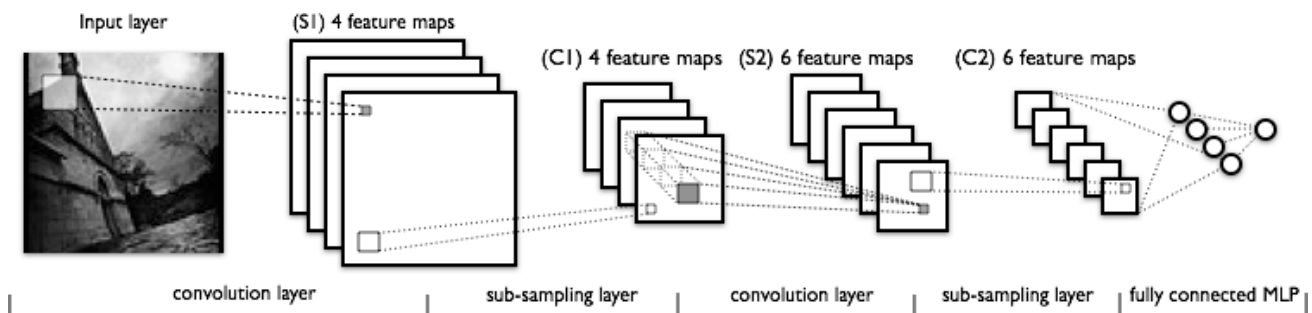 Input layer
(S1) 4 feature maps
(C1) 4 feature maps
(S2) 6 feature maps
(C2) 6 feature maps
convolution layer
sub-sampling layer
convolution layer
sub-sampling layer
fully connected MLP